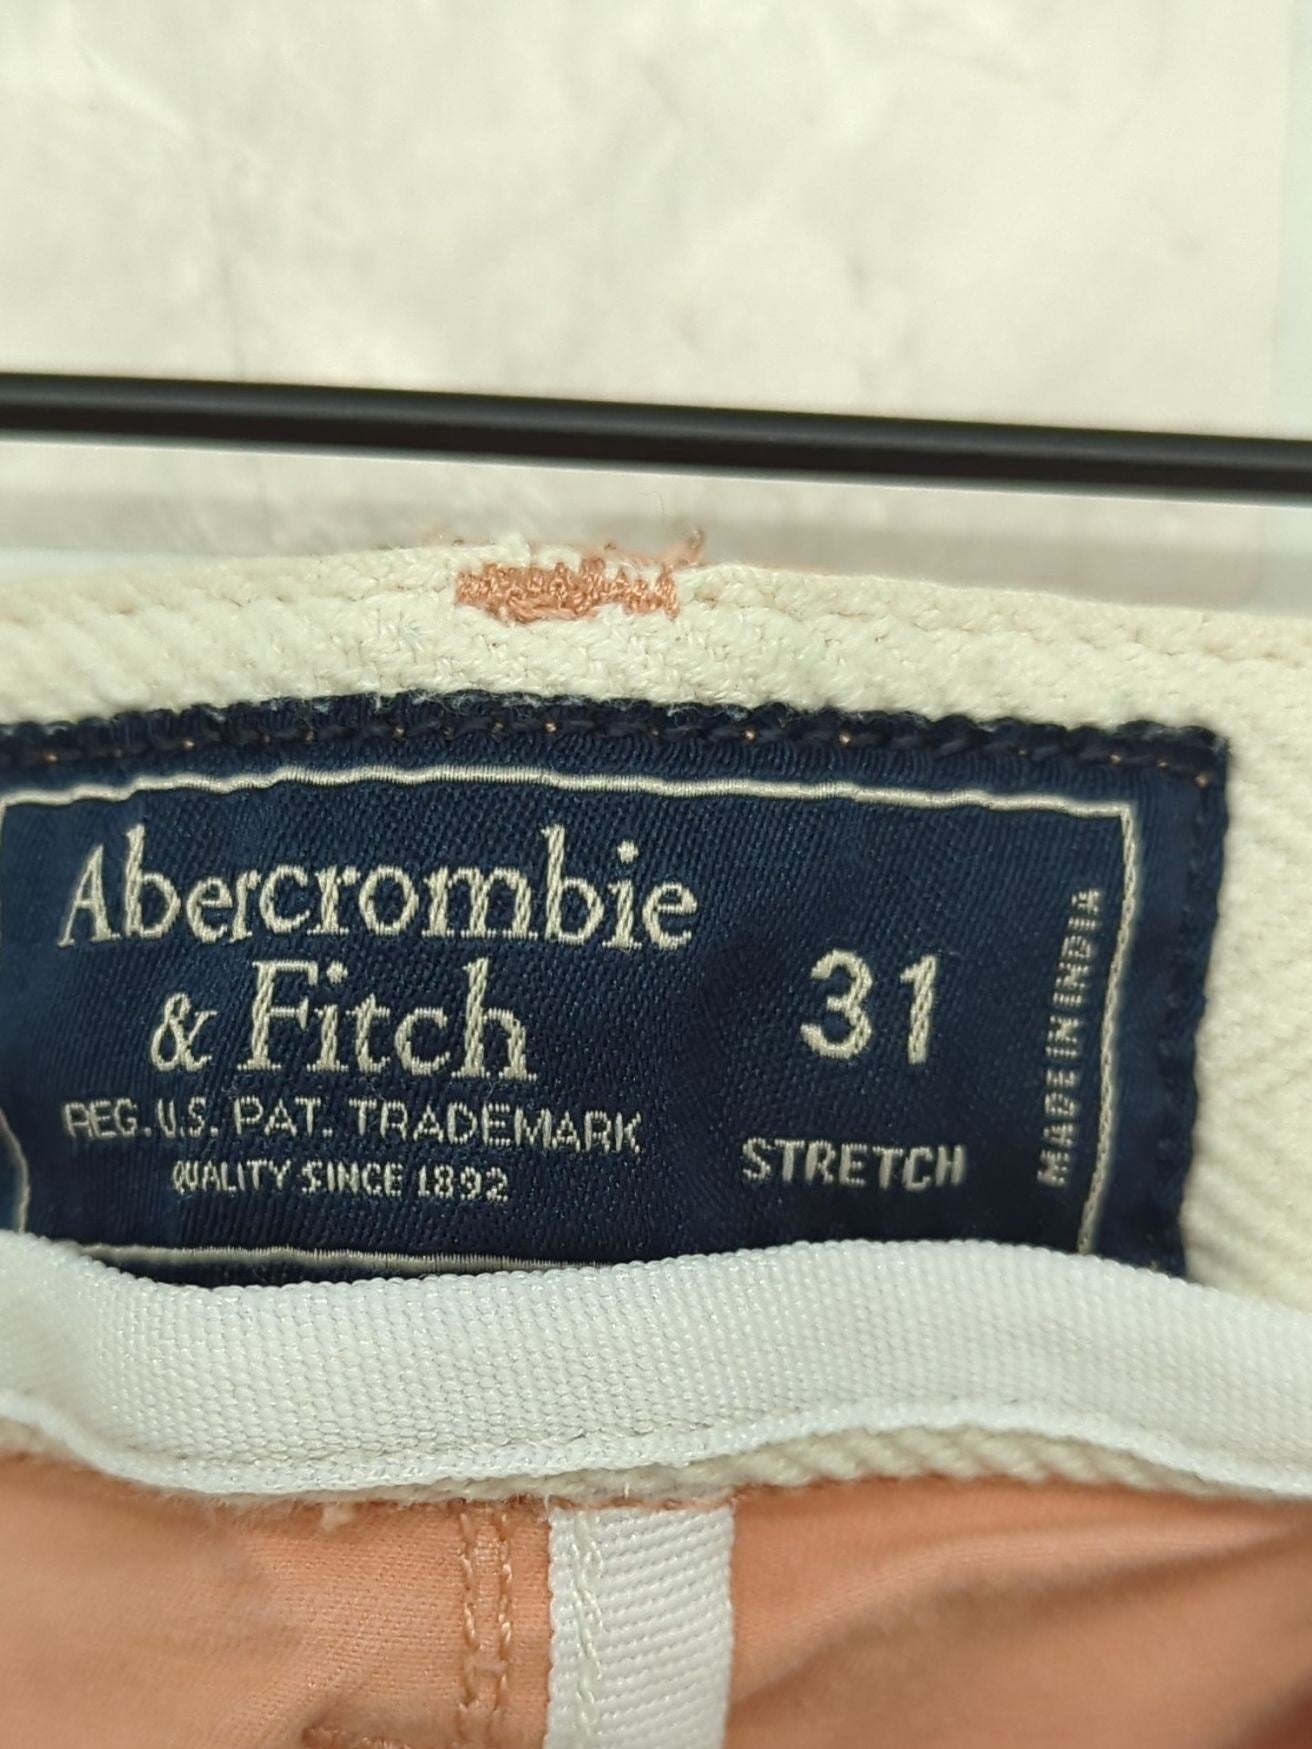 Abercrombie
& Fitch
REG. U.S. PAT. TRADEMARK
QUALITY SINCE 1892
31
STRETCH
MADE IN INDIA